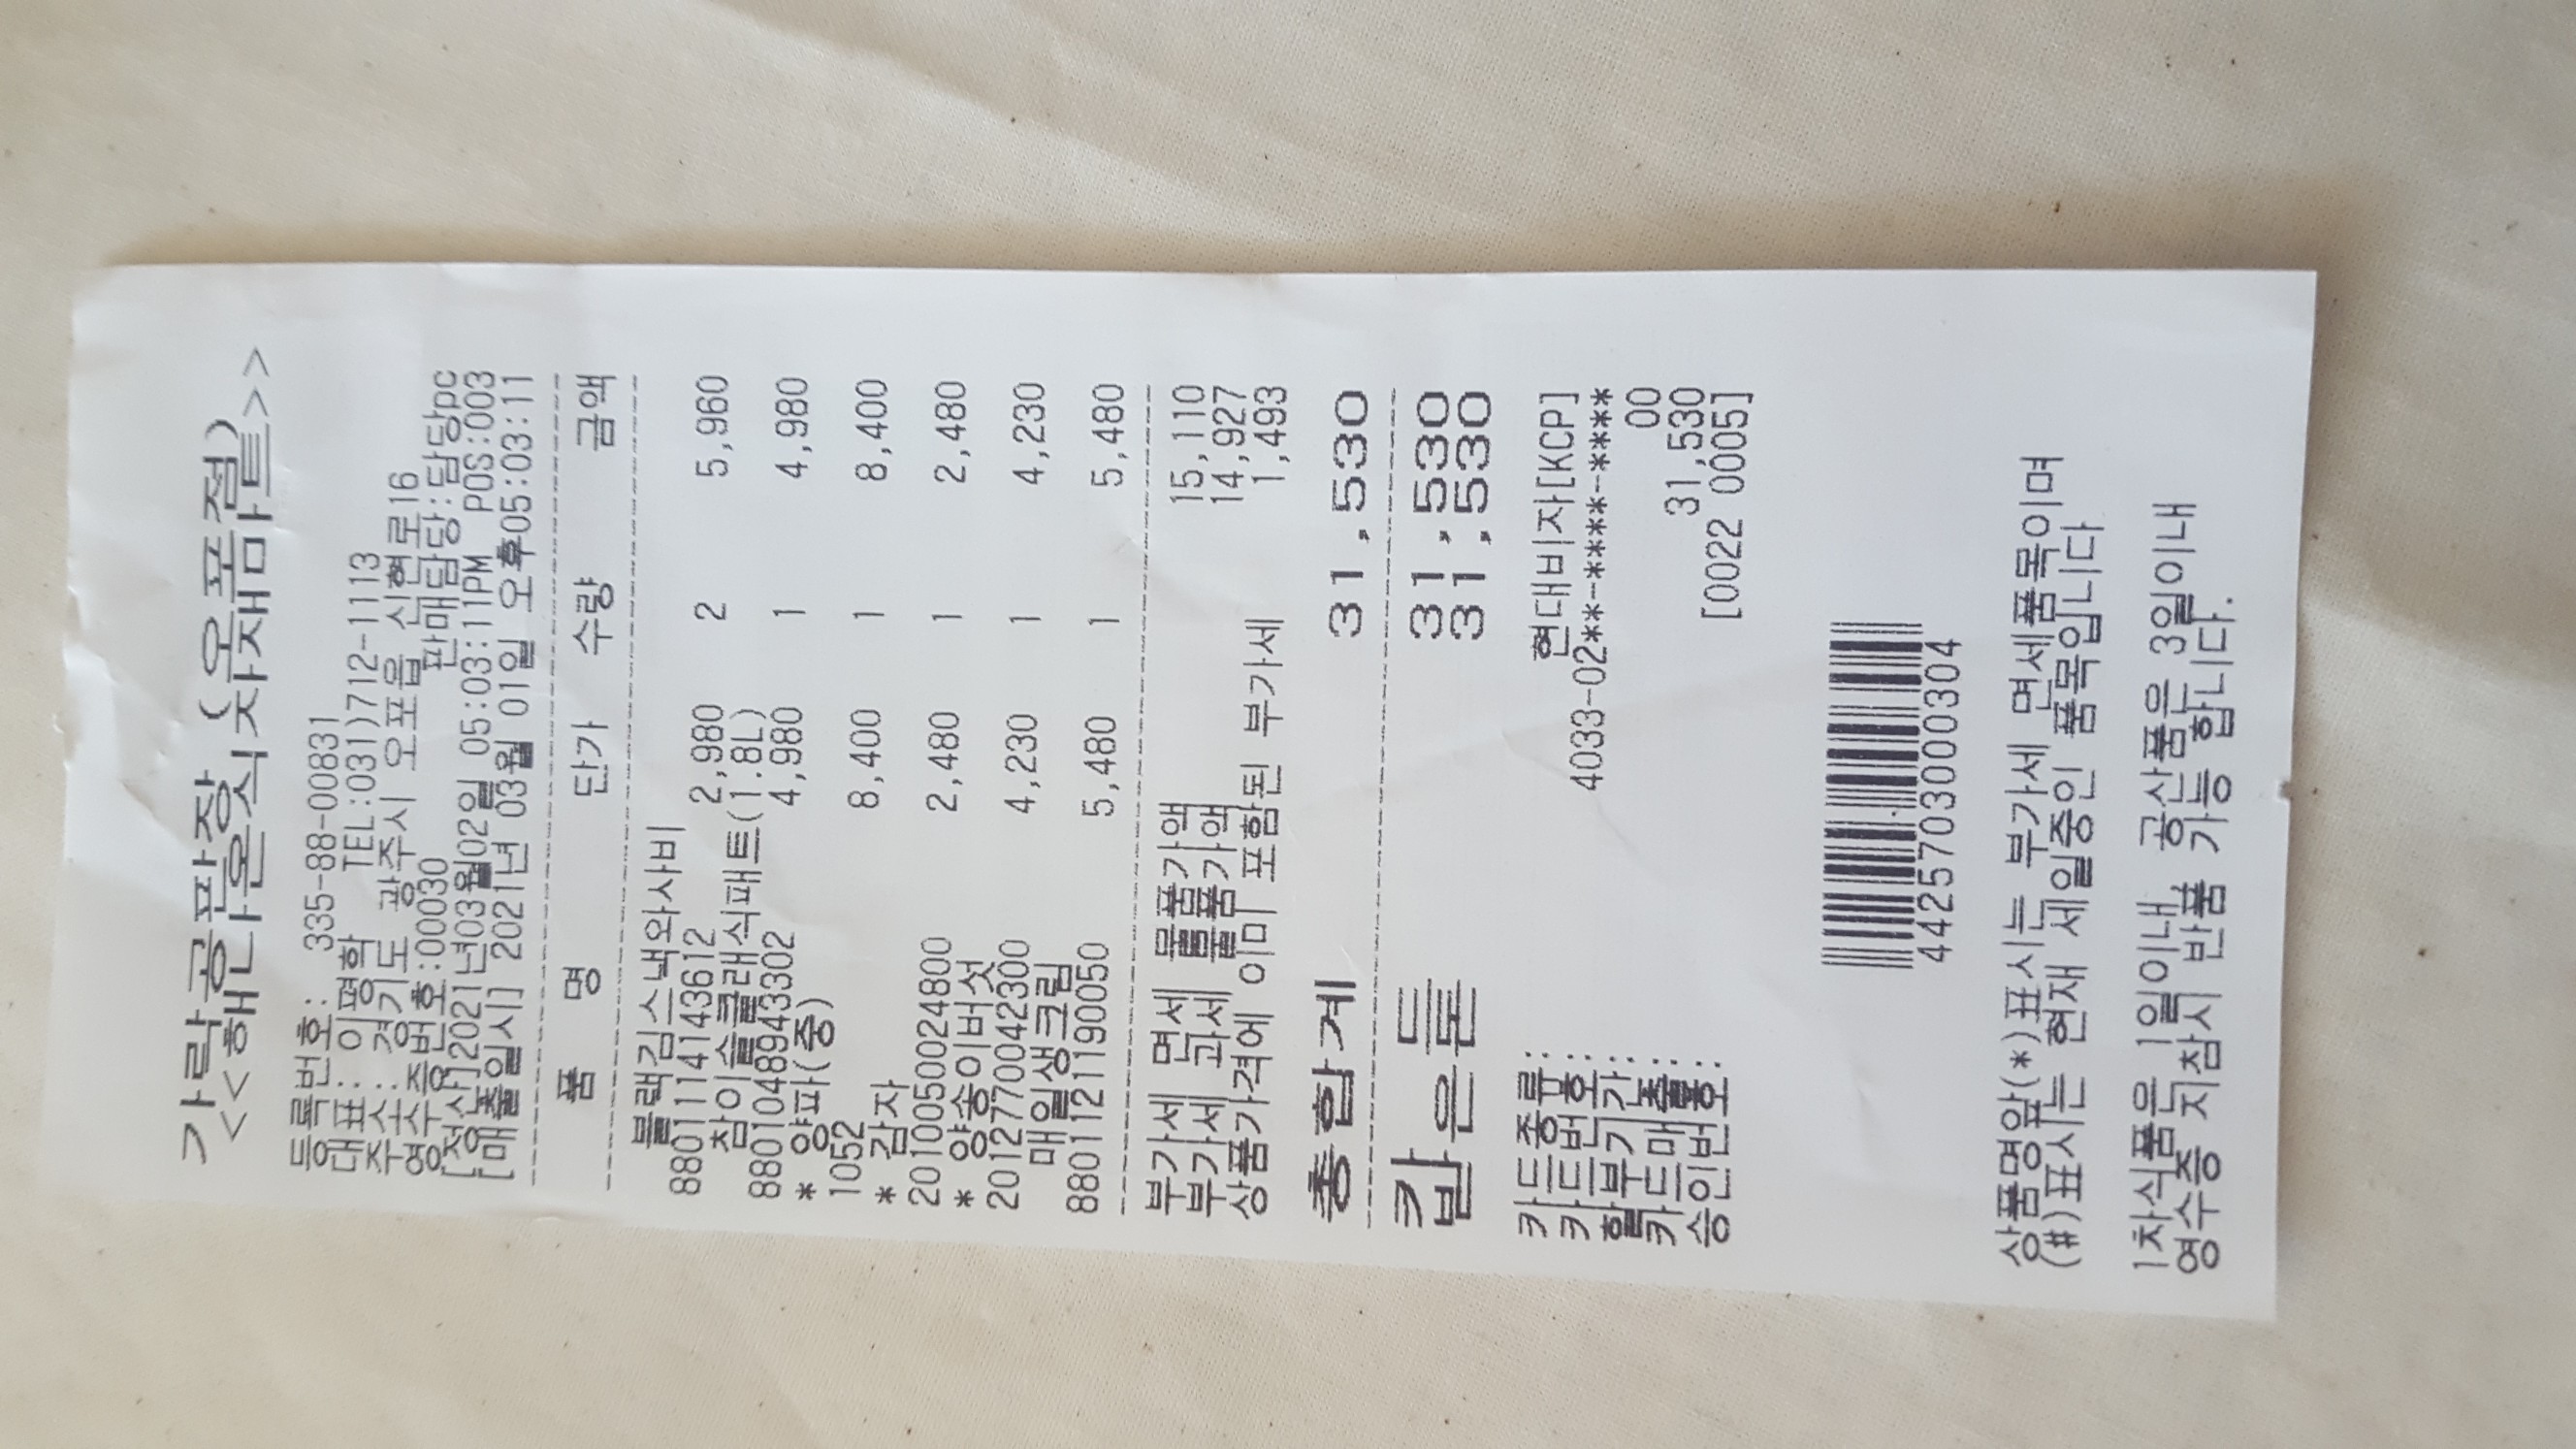 가락공판장 (오포점)
<<해나온식자재마트>>
등록번호: 335-88-00831
대표: 이평학 TEL:031)712-1113
주소: 경기도 광주시 오포읍 신현로16
영수증번호:00030 판매담당:담당pc
[정산]2021년03월02일 05:03:11PM POS:003
[매출일시] 2021년 03월 01일 오후05:03:11
품 명 단가 수량 금액
블랙김스낵와사비
8801114143612 2,980 2 5,960
참이슬클래식패트(1.8L)
8801048943302 4,980 1 4,980
* 양파(중)
1052 8,400 1 8,400
* 감자
2010050024800 2,480 1 2,480
* 양송이버섯
2012770042300 4,230 1 4,230
매일생크림
8801121190050 5,480 1 5,480
부가세 면세 물품가액 15,110
부가세 과세 물품가액 14,927
상품가격에 이미 포함된 부가세 1,493
총합계 31,530
카 드 31,530
받은돈 31,530
카드종류: 현대비자[KCP]
카드번호: 4033-02**-****-****
할부기간: 00
카드매출: 31,530
승인번호: [0022 0005]
4425703000304
상품명앞(*)표시는 부가세 면세품목이며
(#)표시는 현재 세일중인 품목입니다
1차식품은 1일이내, 공산품은 3일이내
영수증 지참시 반품 가능 합니다.